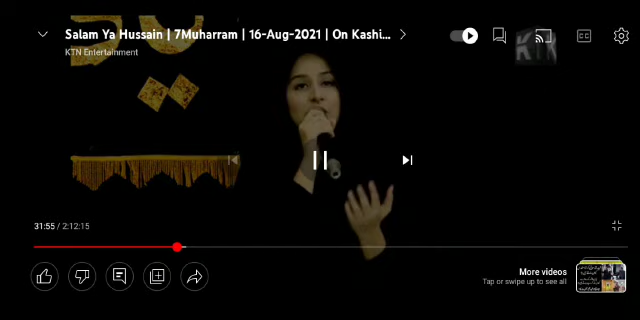 Salam Ya Hussain | 7Muharram | 16-Aug-2021 | On Kashi...
KTN Entertainment
KTN
CC
31:55 / 2:12:15
More videos
Tap or swipe up to see all